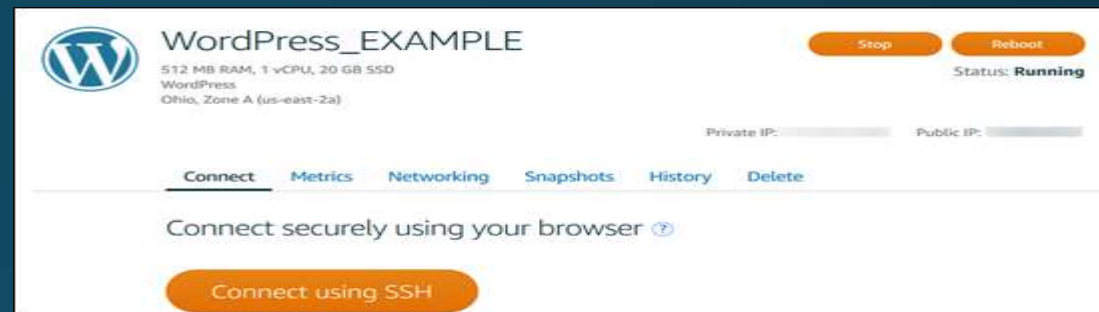 WordPress_EXAMPLE
Stop
Reboot
512 MB RAM, 1 vCPU, 20 GB SSD
Status: Running
WordPress
Ohio, Zone A (us-east-2a)
Private IP:
Public IP:
Connect Metrics Networking Snapshots History Delete
Connect securely using your browser ?
Connect using SSH